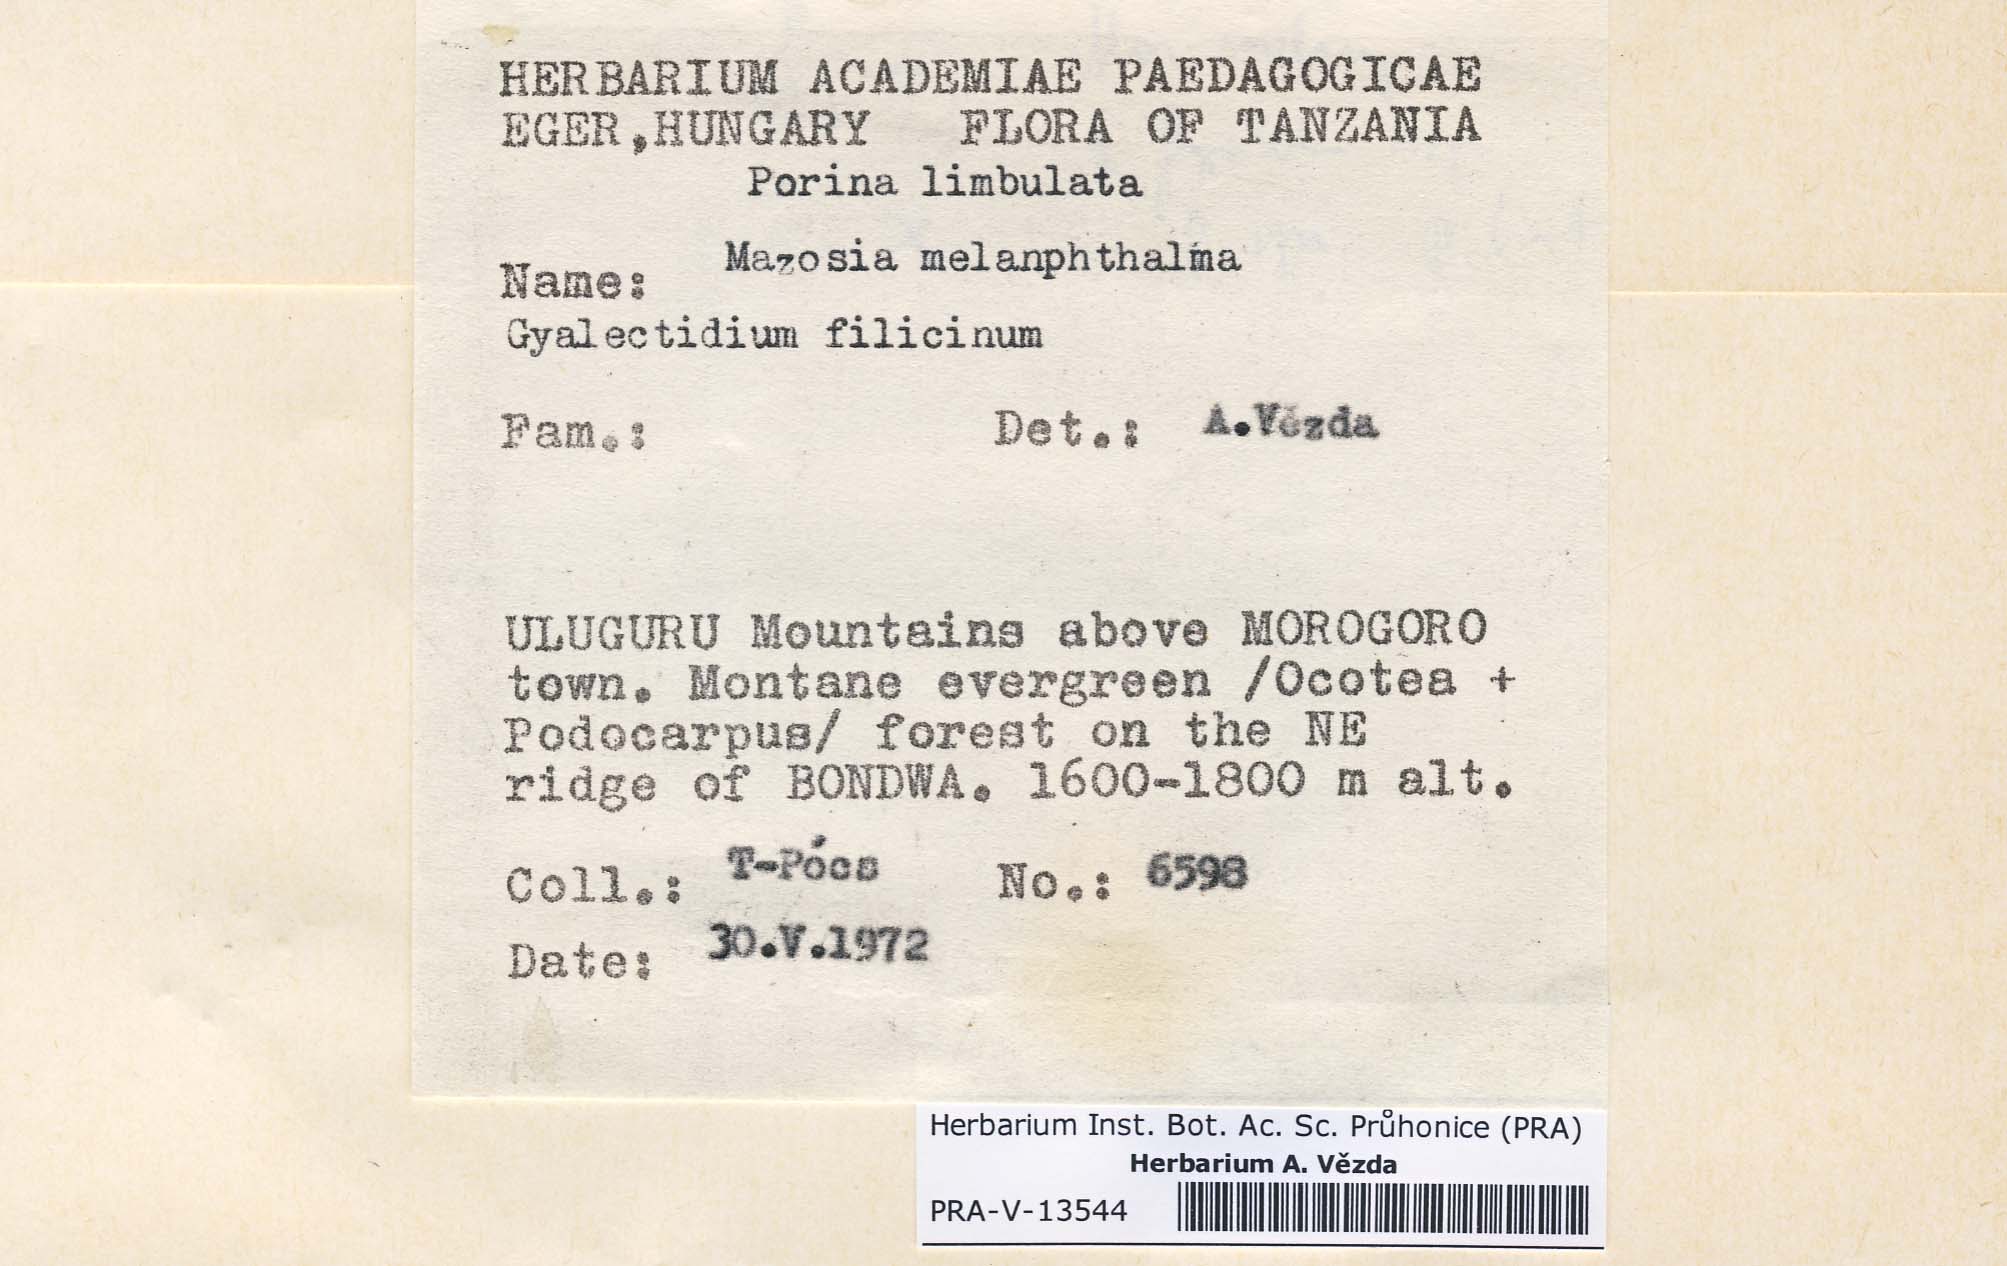 HERBARIUM ACADEMIAE PAEDAGOGICAE
EGER,HUNGARY FLORA OF TANZANIA
Porina limbulata
Mazosia melanphthalma
Name:
Gyalectidium filicinum
Fam.: Det.: A.Vězda
ULUGURU Mountains above MOROGORO
town. Montane evergreen /Ocotea +
Podocarpus/ forest on the NE
ridge of BONDWA. 1600-1800 m alt.
Coll.: T-Pócs No.: 6598
Date: 30.V.1972
Herbarium Inst. Bot. Ac. Sc. Průhonice (PRA)
Herbarium A. Vězda
PRA-V-13544